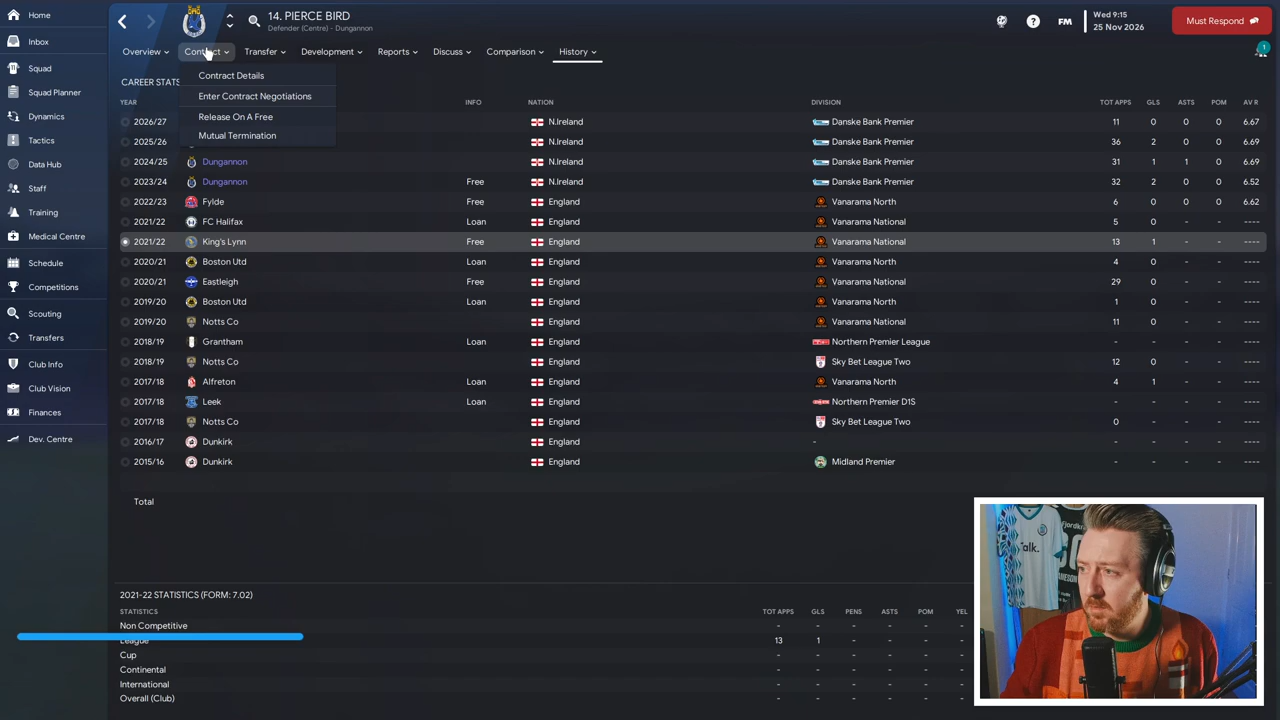 Home
Inbox
Squad
Squad Planner
Dynamics
Tactics
Data Hub
Staff
Training
Medical Centre
Schedule
Competitions
Scouting
Transfers
Club Info
Club Vision
Finances
Dev. Centre
14. PIERCE BIRD
Defender (Centre) - Dungannon
FM
Wed 9:15
25 Nov 2026
Must Respond
1
Overview Contract Transfer Development Reports Discuss Comparison History
Contract Details
Enter Contract Negotiations
Release On A Free
Mutual Termination
CAREER STATS
YEAR INFO NATION DIVISION TOT APPS GLS ASTS POM AV R
2026/27 N.Ireland Danske Bank Premier 11 0 0 0 6.67
2025/26 N.Ireland Danske Bank Premier 36 2 0 0 6.69
2024/25 Dungannon N.Ireland Danske Bank Premier 31 1 1 0 6.69
2023/24 Dungannon Free N.Ireland Danske Bank Premier 32 2 0 0 6.52
2022/23 Fylde Free England Vanarama North 6 0 0 0 6.62
2021/22 FC Halifax Loan England Vanarama National 5 0 - - ----
2021/22 King's Lynn Free England Vanarama National 13 1 - - ----
2020/21 Boston Utd Loan England Vanarama North 4 0 - - ----
2020/21 Eastleigh Free England Vanarama National 29 0 - - ----
2019/20 Boston Utd Loan England Vanarama North 1 0 - - ----
2019/20 Notts Co England Vanarama National 11 0 - - ----
2018/19 Grantham Loan England Northern Premier League - - - - ----
2018/19 Notts Co England Sky Bet League Two 12 0 - - ----
2017/18 Alfreton Loan England Vanarama North 4 1 - - ----
2017/18 Leek Loan England Northern Premier D1S - - - - ----
2017/18 Notts Co England Sky Bet League Two 0 - - - ----
2016/17 Dunkirk England - - - - - ----
2015/16 Dunkirk England Midland Premier - - - - ----
Total
2021-22 STATISTICS (FORM: 7.02)
STATISTICS TOT APPS GLS PENS ASTS POM YEL
Non Competitive - - - - - -
League 13 1 - - - -
Cup - - - - - -
Continental - - - - - -
International - - - - - -
Overall (Club) - - - - - -
Talk.